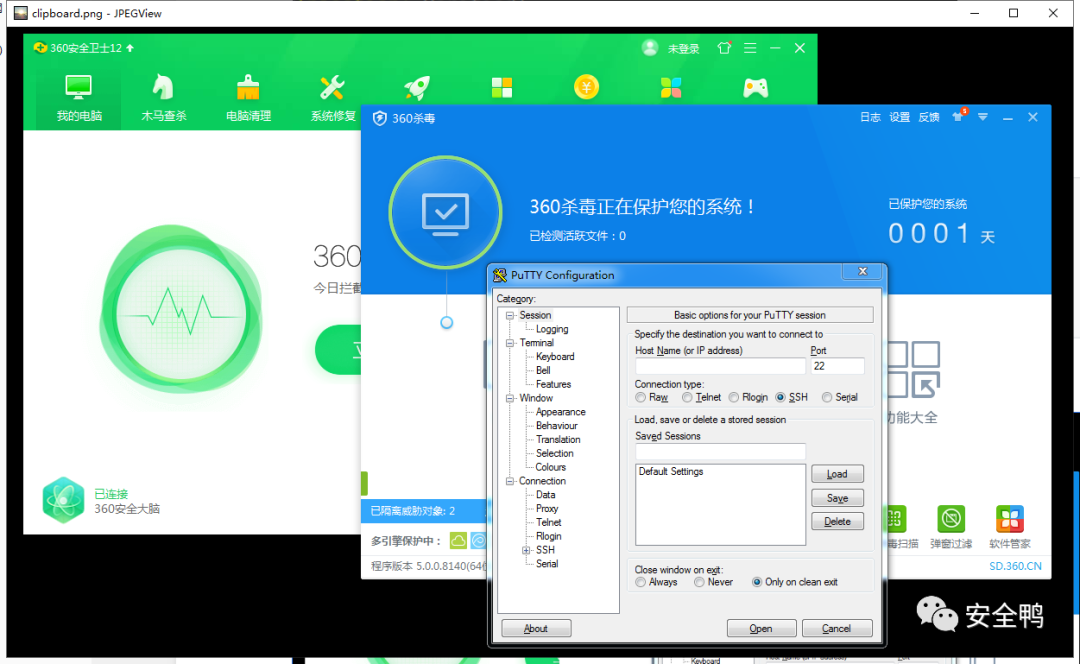 clipboard.png - JPEGView
360安全卫士12
未登录
我的电脑
木马查杀
电脑清理
系统修复
360
今日拦截
已连接
360安全大脑
360杀毒
日志 设置 反馈
360杀毒正在保护您的系统！
已检测活跃文件：0
已保护您的系统
0001 天
功能大全
已隔离威胁对象: 2
多引擎保护中：
程序版本 5.0.0.8140(64位
毒扫描
弹窗过滤
软件管家
SD.360.CN
PuTTY Configuration
Category:
Session
Logging
Terminal
Keyboard
Bell
Features
Window
Appearance
Behaviour
Translation
Selection
Colours
Connection
Data
Proxy
Telnet
Rlogin
SSH
Serial
Basic options for your PuTTY session
Specify the destination you want to connect to
Host Name (or IP address)
Port
22
Connection type:
Raw Telnet Rlogin SSH Serial
Load, save or delete a stored session
Saved Sessions
Default Settings
Load
Save
Delete
Close window on exit:
Always Never Only on clean exit
About
Open
Cancel
安全鸭
Keyboard